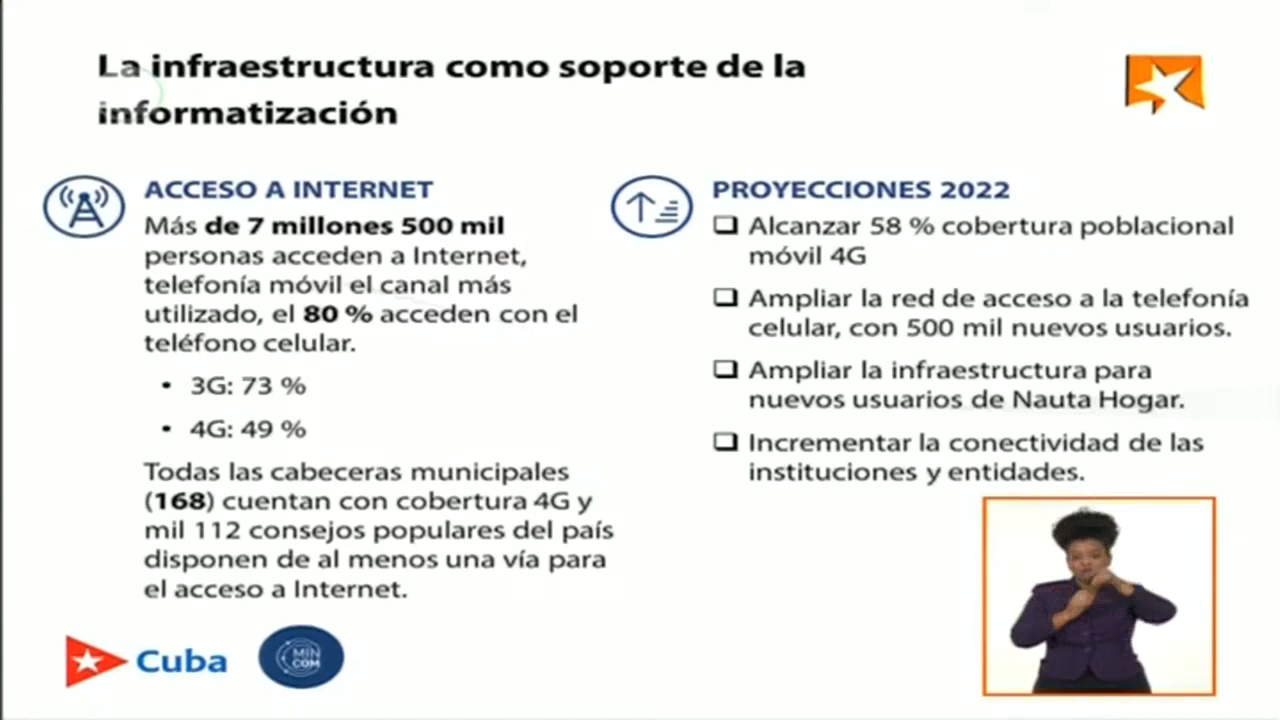 La infraestructura como soporte de la
informatización
ACCESO A INTERNET
Más de 7 millones 500 mil
personas acceden a Internet,
telefonía móvil el canal más
utilizado, el 80 % acceden con el
teléfono celular.
• 3G: 73 %
• 4G: 49 %
Todas las cabeceras municipales
(168) cuentan con cobertura 4G y
mil 112 consejos populares del país
disponen de al menos una vía para
el acceso a Internet.
PROYECCIONES 2022
❑ Alcanzar 58 % cobertura poblacional
móvil 4G
❑ Ampliar la red de acceso a la telefonía
celular, con 500 mil nuevos usuarios.
❑ Ampliar la infraestructura para
nuevos usuarios de Nauta Hogar.
❑ Incrementar la conectividad de las
instituciones y entidades.
Cuba
MIN
COM